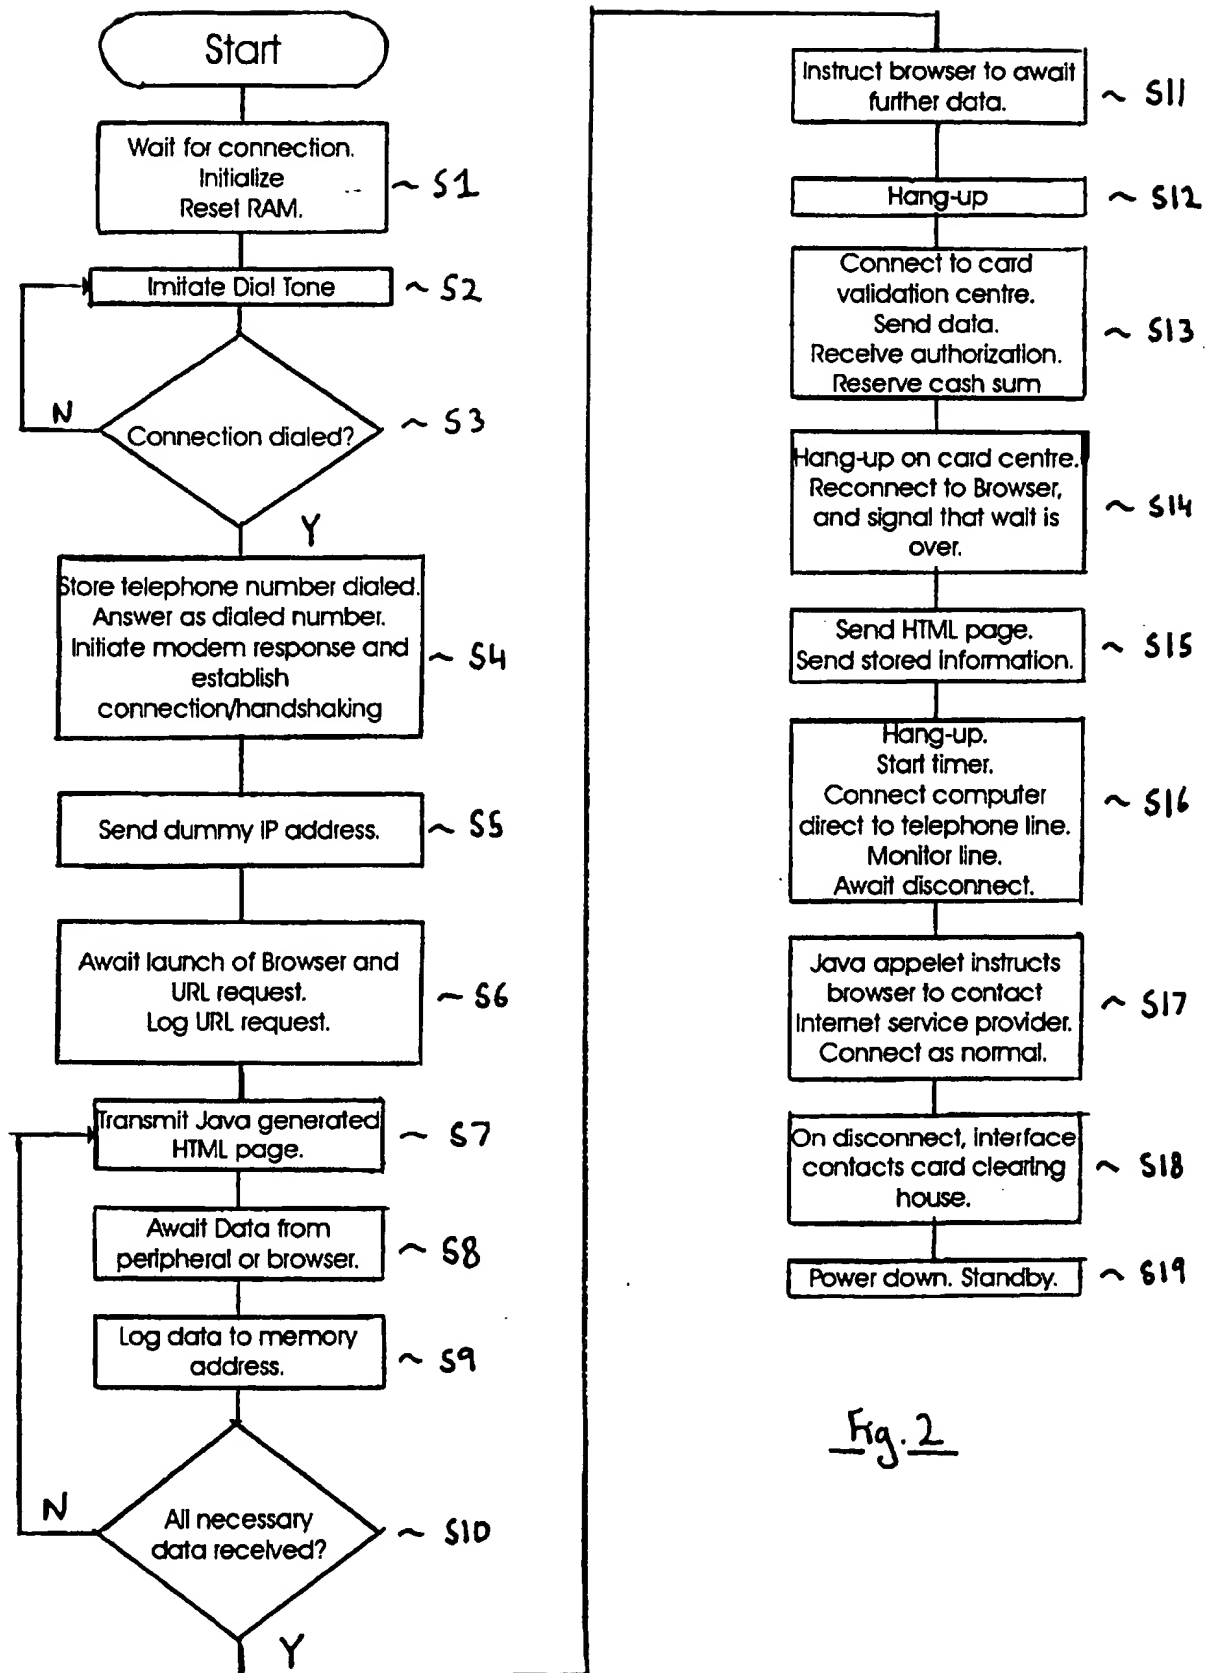 Start
Wait for connection.
Initialize
Reset RAM.
~ S1
Imitate Dial Tone
~ S2
N
Connection dialed?
~ S3
Y
Store telephone number dialed.
Answer as dialed number.
Initiate modem response and
establish
connection/handshaking
~ S4
Send dummy IP address.
~ S5
Await launch of Browser and
URL request.
Log URL request.
~ S6
Transmit Java generated
HTML page.
~ S7
Await Data from
peripheral or browser.
~ S8
Log data to memory
address.
~ S9
N
All necessary
data received?
~ S10
Y
Instruct browser to await
further data.
~ S11
Hang-up
~ S12
Connect to card
validation centre.
Send data.
Receive authorization.
Reserve cash sum
~ S13
Hang-up on card centre.
Reconnect to Browser,
and signal that wait is
over.
~ S14
Send HTML page.
Send stored information.
~ S15
Hang-up.
Start timer.
Connect computer
direct to telephone line.
Monitor line.
Await disconnect.
~ S16
Java appelet instructs
browser to contact
Internet service provider.
Connect as normal.
~ S17
On disconnect, interface
contacts card clearing
house.
~ S18
Power down. Standby.
~ S19
Fig. 2